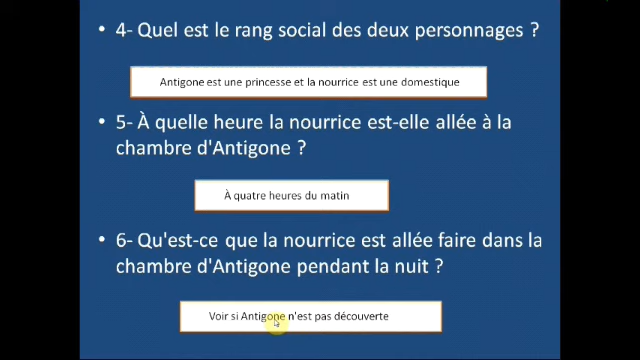 • 4- Quel est le rang social des deux personnages ?
Antigone est une princesse et la nourrice est une domestique
• 5- À quelle heure la nourrice est-elle allée à la
chambre d'Antigone ?
À quatre heures du matin
• 6- Qu'est-ce que la nourrice est allée faire dans la
chambre d'Antigone pendant la nuit ?
Voir si Antigone n'est pas découverte